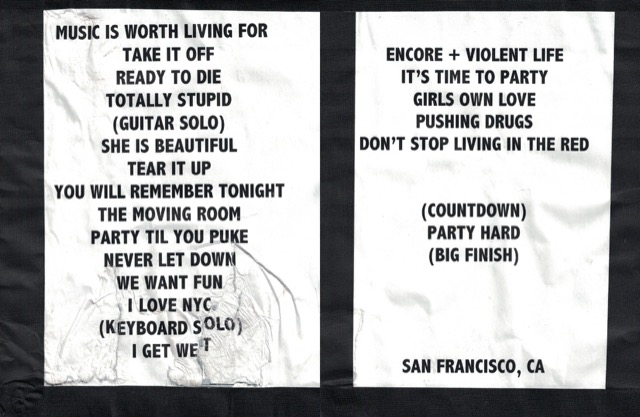 MUSIC IS WORTH LIVING FOR
TAKE IT OFF
READY TO DIE
TOTALLY STUPID
(GUITAR SOLO)
SHE IS BEAUTIFUL
TEAR IT UP
YOU WILL REMEMBER TONIGHT
THE MOVING ROOM
PARTY TIL YOU PUKE
NEVER LET DOWN
WE WANT FUN
I LOVE NYC
(KEYBOARD SOLO)
I GET WET
ENCORE + VIOLENT LIFE
IT'S TIME TO PARTY
GIRLS OWN LOVE
PUSHING DRUGS
DON'T STOP LIVING IN THE RED
(COUNTDOWN)
PARTY HARD
(BIG FINISH)
SAN FRANCISCO, CA